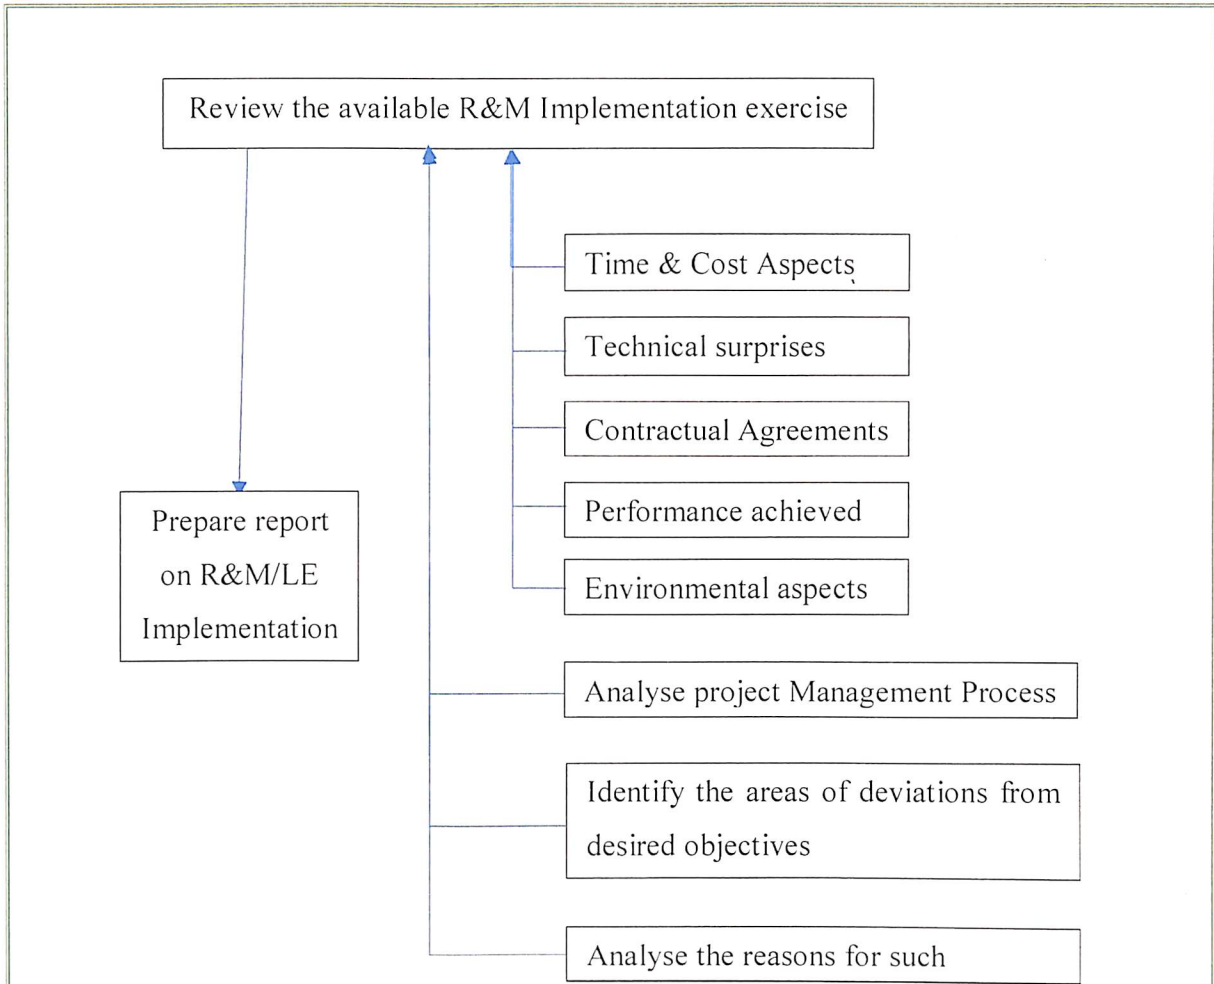 Review the available R&M Implementation exercise
Time & Cost Aspects
Technical surprises
Contractual Agreements
Performance achieved
Environmental aspects
Prepare report
on R&M/LE
Implementation
Analyse project Management Process
Identify the areas of deviations from
desired objectives
Analyse the reasons for such